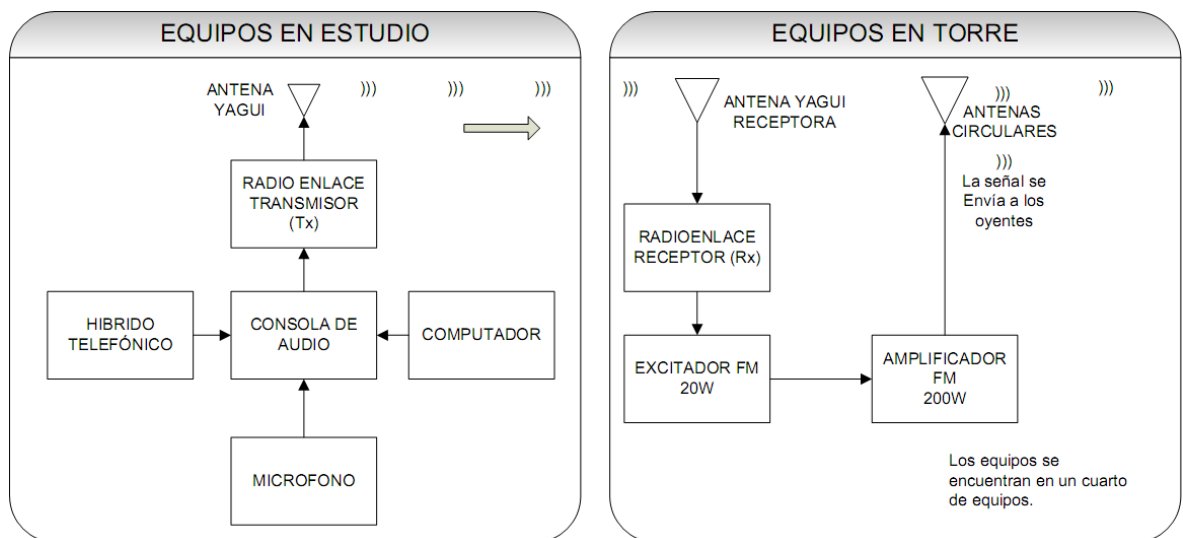 EQUIPOS EN ESTUDIO
ANTENA
YAGUI
)))
)))
)))
RADIO ENLACE
TRANSMISOR
(Tx)
HIBRIDO
TELEFÓNICO
CONSOLA DE
AUDIO
COMPUTADOR
MICROFONO
EQUIPOS EN TORRE
)))
ANTENA YAGUI
RECEPTORA
)))
)))
ANTENAS
CIRCULARES
)))
La señal se
Envía a los
oyentes
RADIOENLACE
RECEPTOR (Rx)
EXCITADOR FM
20W
AMPLIFICADOR
FM
200W
Los equipos se
encuentran en un cuarto
de equipos.